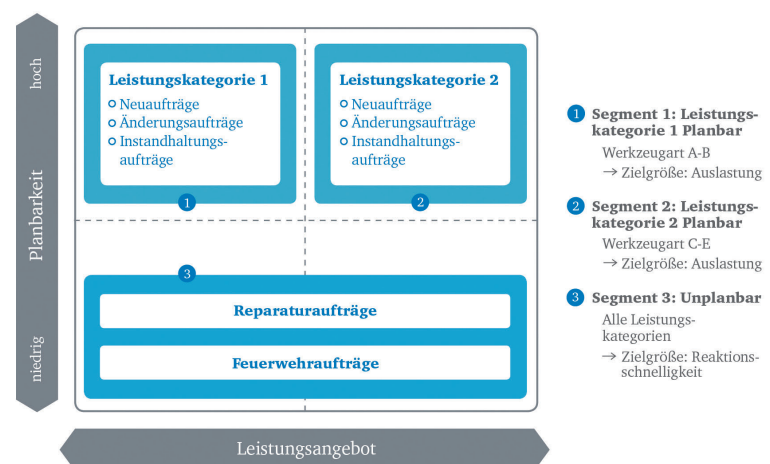 hoch
Planbarkeit
niedrig
Leistungskategorie 1
Neuaufträge
Änderungsaufträge
Instandhaltungs-
aufträge
1
Leistungskategorie 2
Neuaufträge
Änderungsaufträge
Instandhaltungs-
aufträge
2
3
Reparaturaufträge
Feuerwehraufträge
Leistungsangebot
1 Segment 1: Leistungs-
kategorie 1 Planbar
Werkzeugart A-B
→ Zielgröße: Auslastung
2 Segment 2: Leistungs-
kategorie 2 Planbar
Werkzeugart C-E
→ Zielgröße: Auslastung
3 Segment 3: Unplanbar
Alle Leistungs-
kategorien
→ Zielgröße: Reaktions-
schnelligkeit